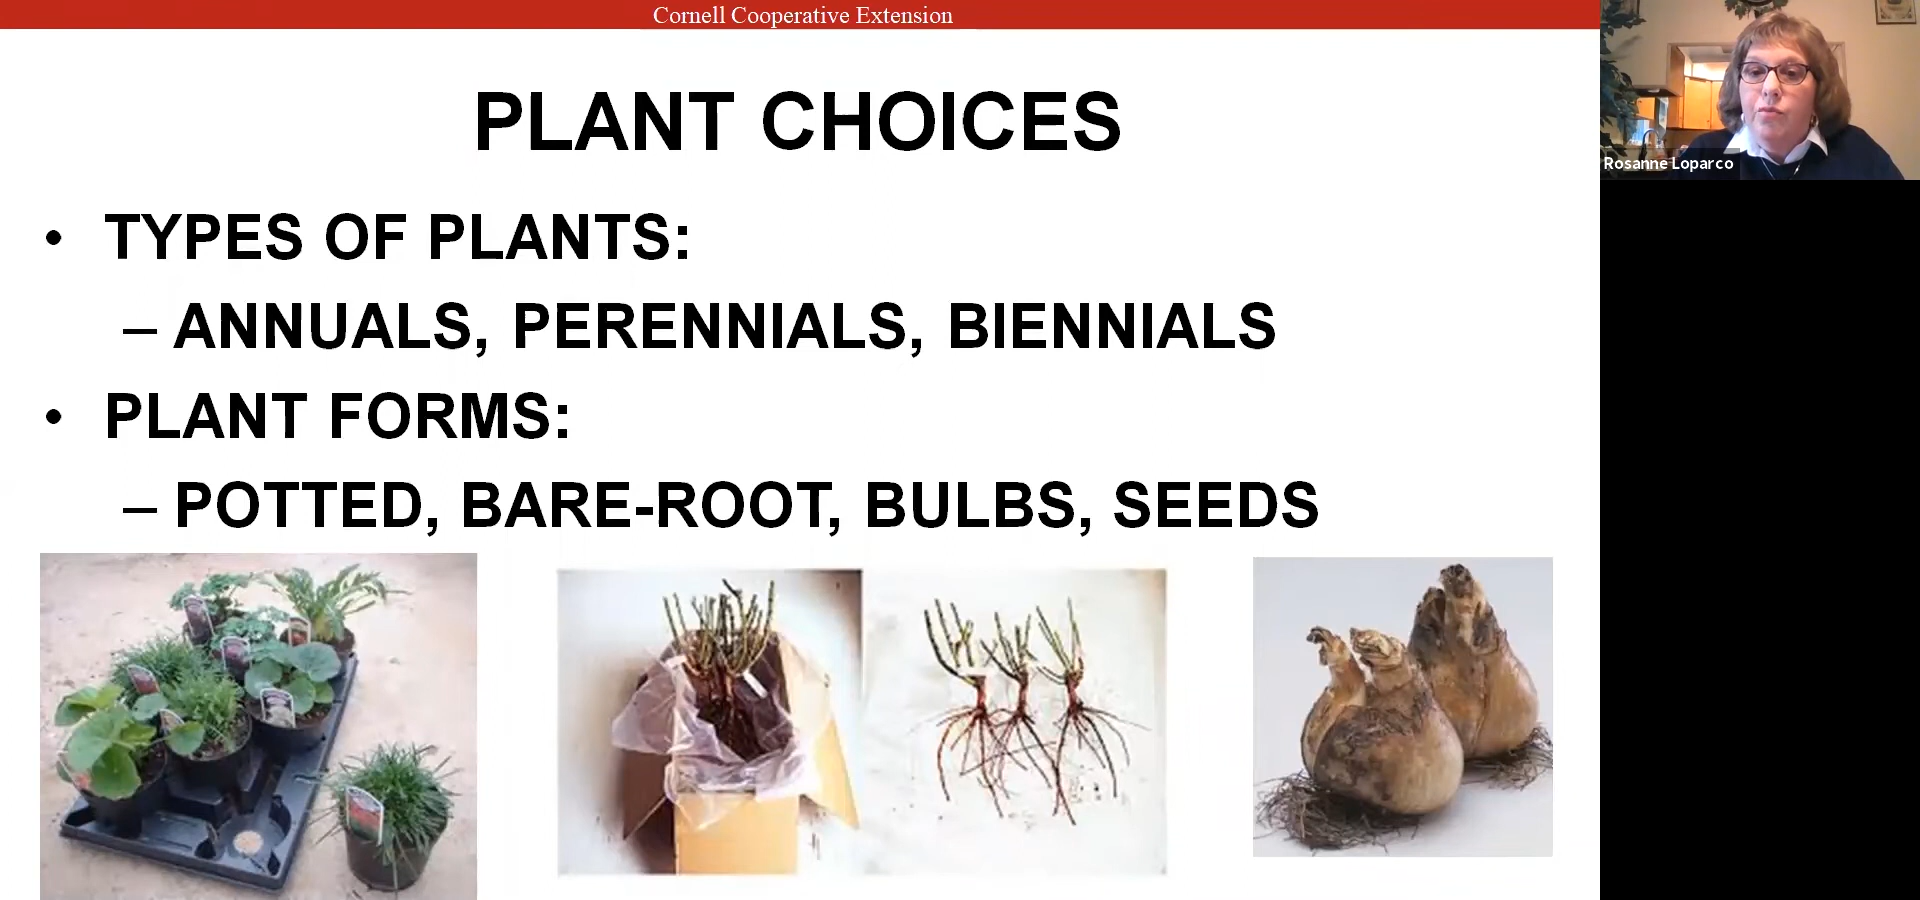 Cornell Cooperative Extension
PLANT CHOICES
• TYPES OF PLANTS:
– ANNUALS, PERENNIALS, BIENNIALS
• PLANT FORMS:
– POTTED, BARE-ROOT, BULBS, SEEDS
Rosanne Loparco